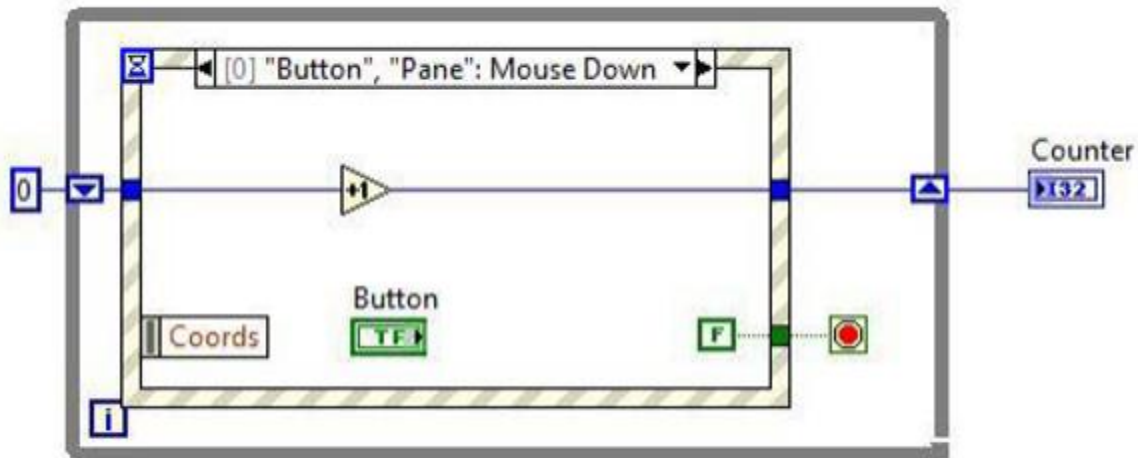 [0] "Button", "Pane": Mouse Down
+1
Counter
0
I32
Button
Coords
TF
F
i